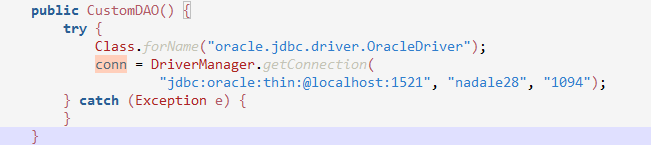 public CustomDAO() {
try {
Class.forName("oracle.jdbc.driver.OracleDriver");
conn = DriverManager.getConnection(
"jdbc:oracle:thin:@localhost:1521", "nadale28", "1094");
} catch (Exception e) {
}
}